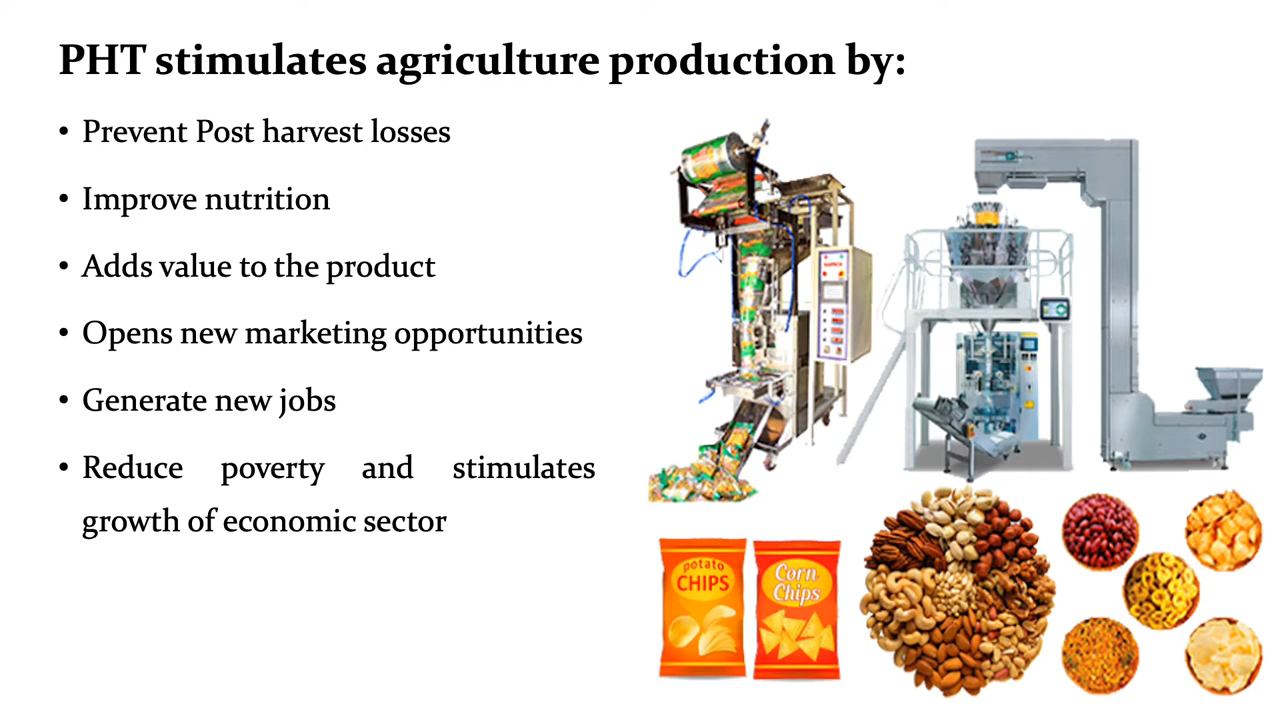 PHT stimulates agriculture production by:
• Prevent Post harvest losses
• Improve nutrition
• Adds value to the product
• Opens new marketing opportunities
• Generate new jobs
• Reduce poverty and stimulates
growth of economic sector
potato
CHIPS
Corn
Chips